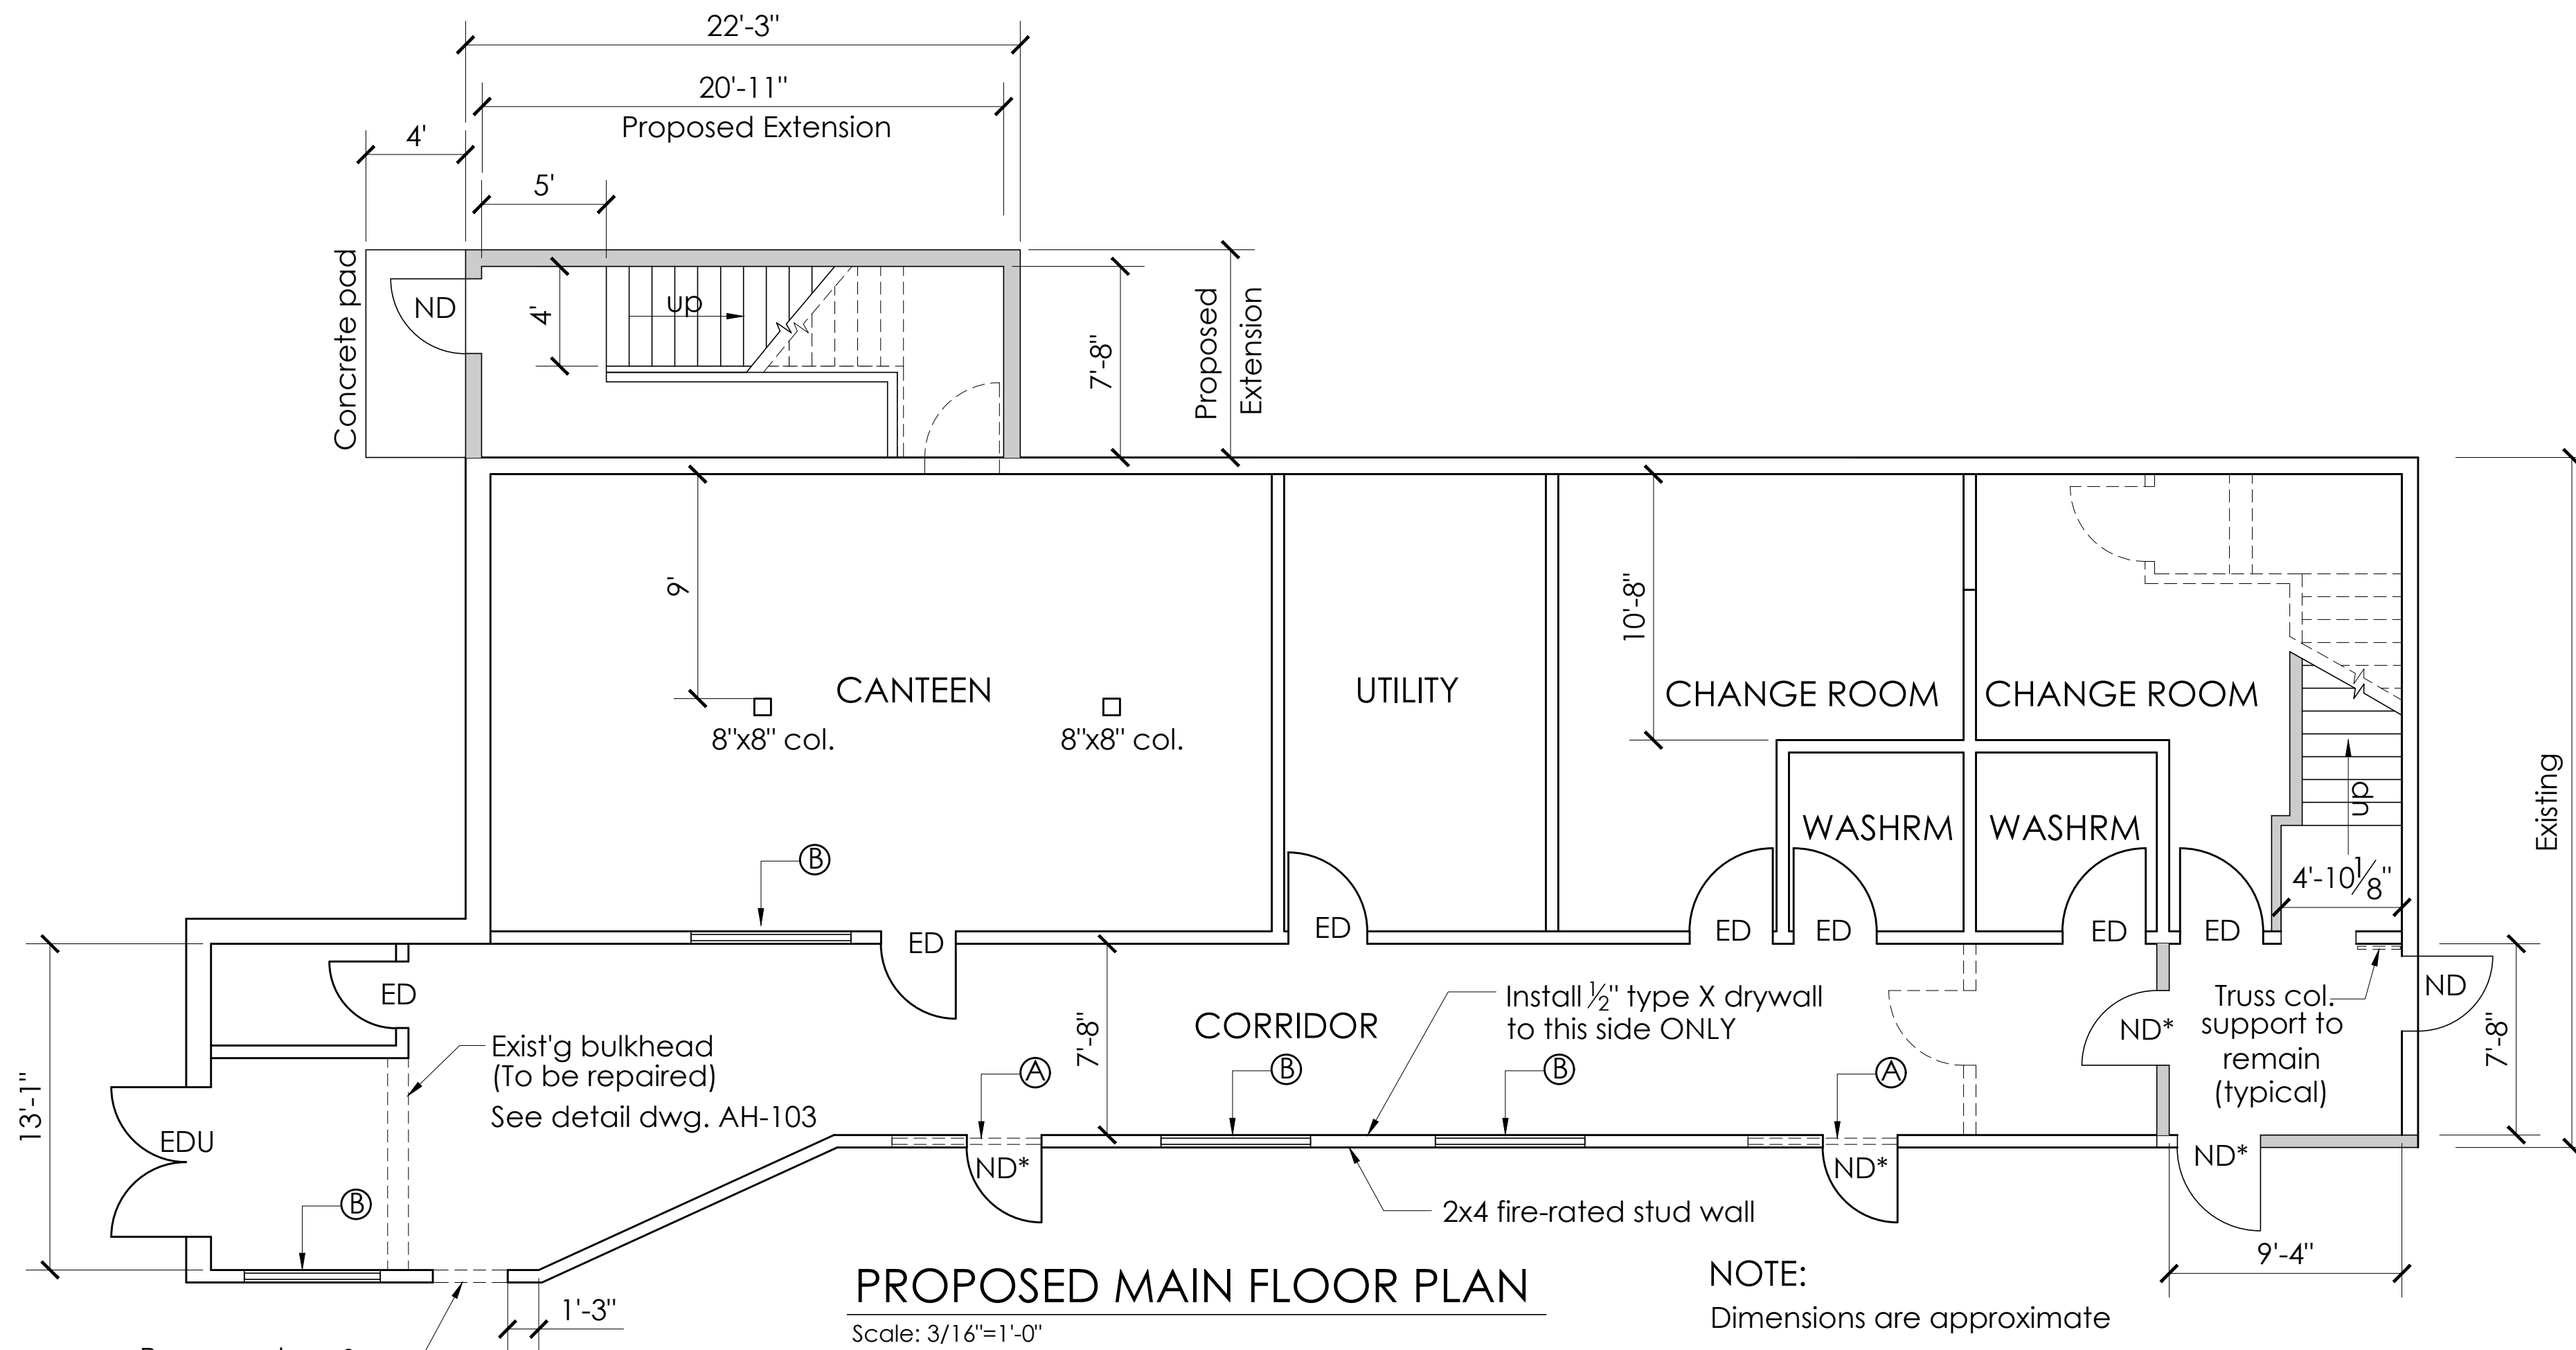 22'-3"
20'-11"
Proposed Extension
4'
5'
Concrete pad
ND
4'
up
7'-8"
Proposed
Extension
9'
CANTEEN
8"x8" col.
8"x8" col.
UTILITY
10'-8"
CHANGE ROOM
CHANGE ROOM
WASHRM
WASHRM
up
4'-10 1/8"
Existing
B
ED
ED
ED
ED
ED
ED
ED
Exist'g bulkhead
(To be repaired)
See detail dwg. AH-103
13'-1"
EDU
B
A
7'-8"
CORRIDOR
B
B
Install 1/2" type X drywall
to this side ONLY
A
ND*
Truss col.
support to
remain
(typical)
ND
7'-8"
ND*
ND*
ND*
2x4 fire-rated stud wall
9'-4"
1'-3"
PROPOSED MAIN FLOOR PLAN
Scale: 3/16"=1'-0"
NOTE:
Dimensions are approximate